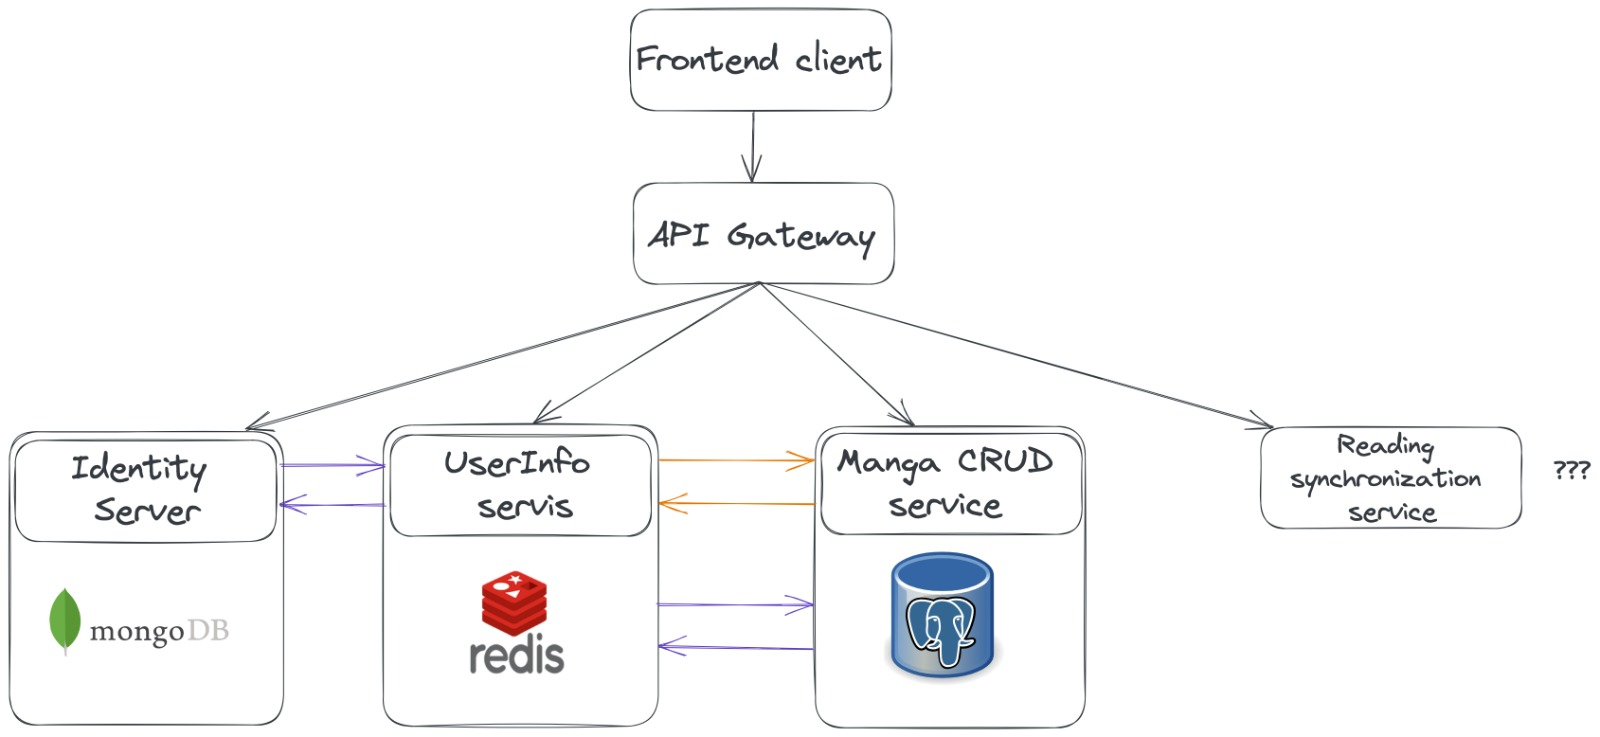 Frontend client
API Gateway
Identity
Server
UserInfo
servis
Manga CRUD
service
Reading
synchronization
service
???
mongoDB
redis